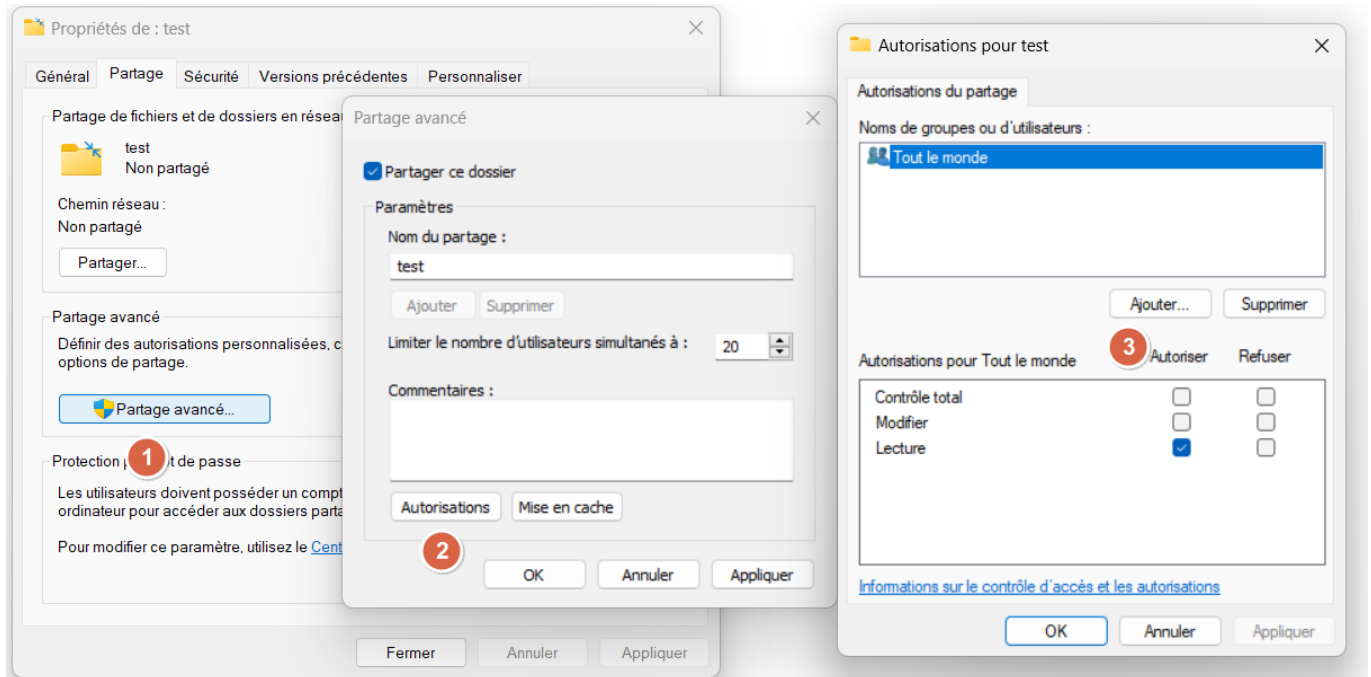 Propriétés de : test
Général Partage Sécurité Versions précédentes Personnaliser
Partage de fichiers et de dossiers en réseau
test
Non partagé
Chemin réseau :
Non partagé
Partager...
Partage avancé
Définir des autorisations personnalisées, c
options de partage.
Partage avancé...
1
Protection t de passe
Les utilisateurs doivent posséder un compt
ordinateur pour accéder aux dossiers parta
Pour modifier ce paramètre, utilisez le Cent
Fermer Annuler Appliquer
Partage avancé
Partager ce dossier
Paramètres
Nom du partage :
test
Ajouter Supprimer
Limiter le nombre d'utilisateurs simultanés à : 20
Commentaires :
Autorisations Mise en cache
2
OK Annuler Appliquer
Autorisations pour test
Autorisations du partage
Noms de groupes ou d'utilisateurs :
Tout le monde
Ajouter... Supprimer
3
Autorisations pour Tout le monde Autoriser Refuser
Contrôle total
Modifier
Lecture
Informations sur le contrôle d'accès et les autorisations
OK Annuler Appliquer